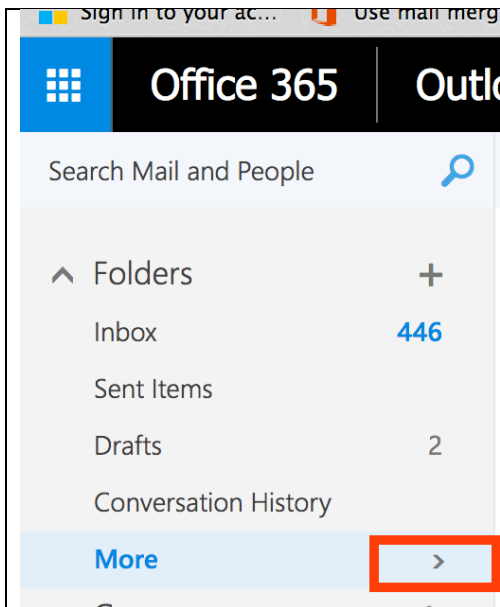 Sign in to your ac... Use mail merg
Office 365 Outlo
Search Mail and People
Folders
Inbox 446
Sent Items
Drafts 2
Conversation History
More